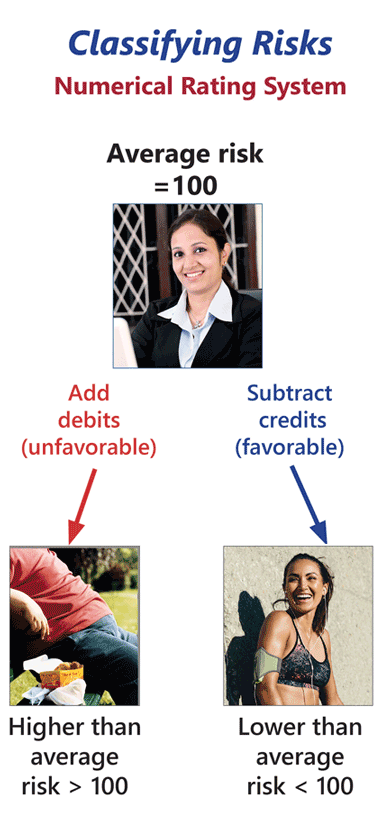 Classifying Risks
Numerical Rating System
Average risk
=100
Add
debits
(unfavorable)
Subtract
credits
(favorable)
Higher than
average
risk > 100
Lower than
average
risk < 100